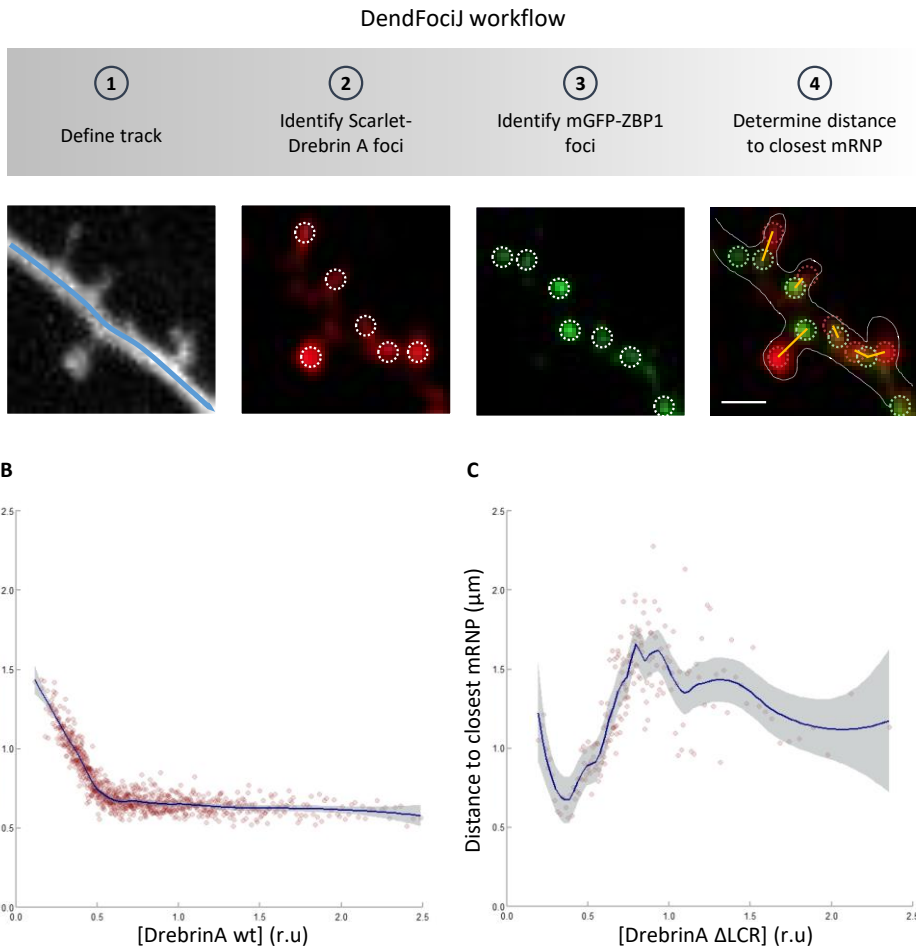 DendFociJ workflow
1
2
3
4
Define track
Identify Scarlet-
Drebrin A foci
Identify mGFP-ZBP1
foci
Determine distance
to closest mRNP
B
2.5
2.0
1.5
1.0
0.5
0.0
0.0 0.5 1.0 1.5 2.0 2.5
[DrebrinA wt] (r.u)
C
Distance to closest mRNP (μm)
2.5
2.0
1.5
1.0
0.5
0.0
0.0 0.5 1.0 1.5 2.0 2.5
[DrebrinA ΔLCR] (r.u)